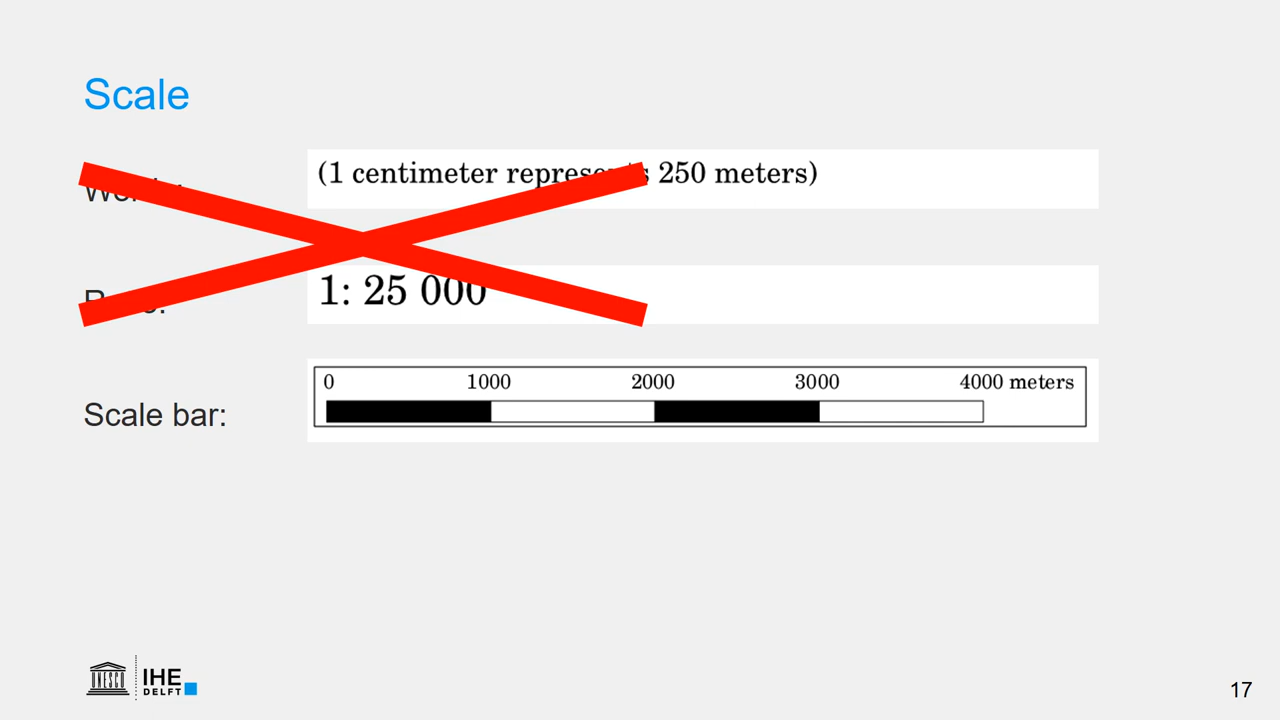 Scale
(1 centimeter represents 250 meters)
1: 25 000
0 1000 2000 3000 4000 meters
Scale bar:
UNESCO
IHE
DELFT
17